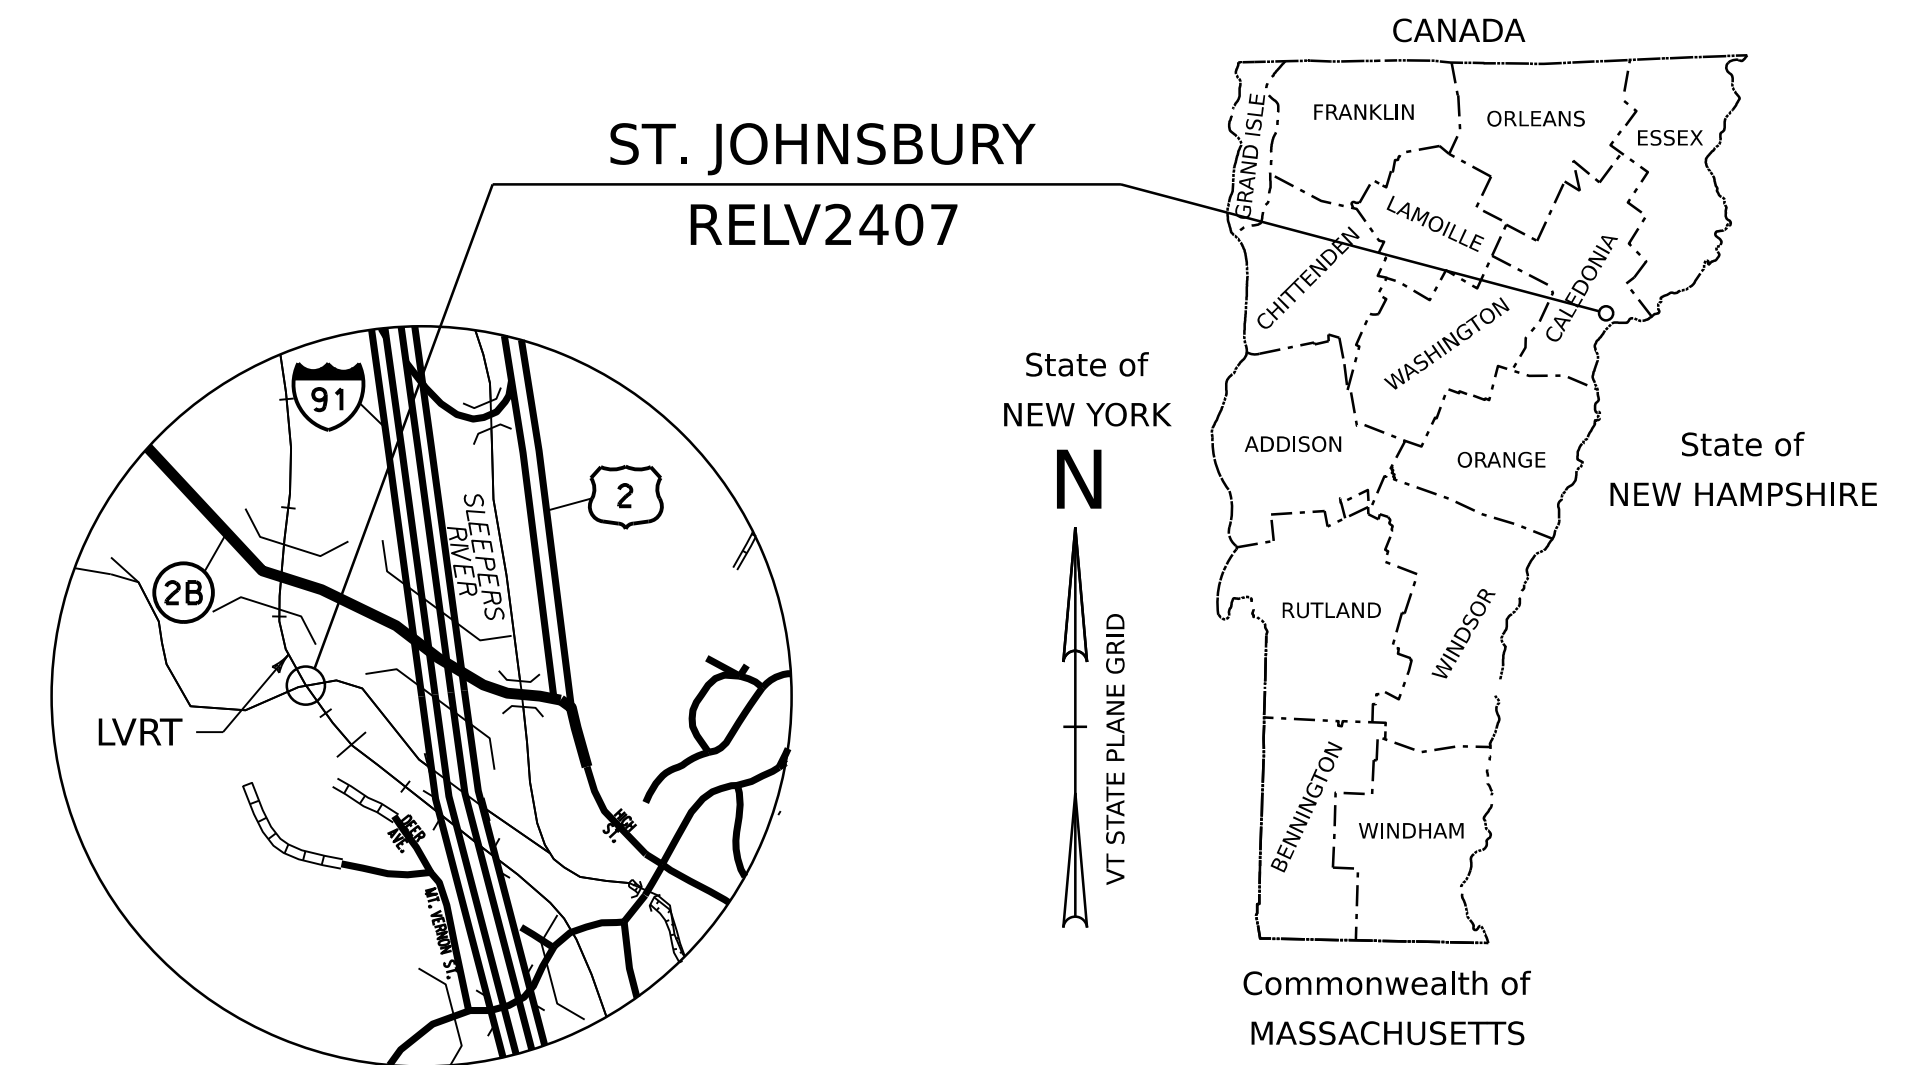 CANADA
ST. JOHNSBURY
RELV2407
GRAND ISLE
FRANKLIN
ORLEANS
ESSEX
LAMOILLE
CHITTENDEN
CALEDONIA
WASHINGTON
State of
NEW YORK
ADDISON
ORANGE
State of
NEW HAMPSHIRE
RUTLAND
WINDSOR
BENNINGTON
WINDHAM
Commonwealth of
MASSACHUSETTS
N
VT STATE PLANE GRID
91
2
SLEEPERS
RIVER
2B
LVRT
DEER
AVE.
HIGH
ST.
MT. VERNON ST.